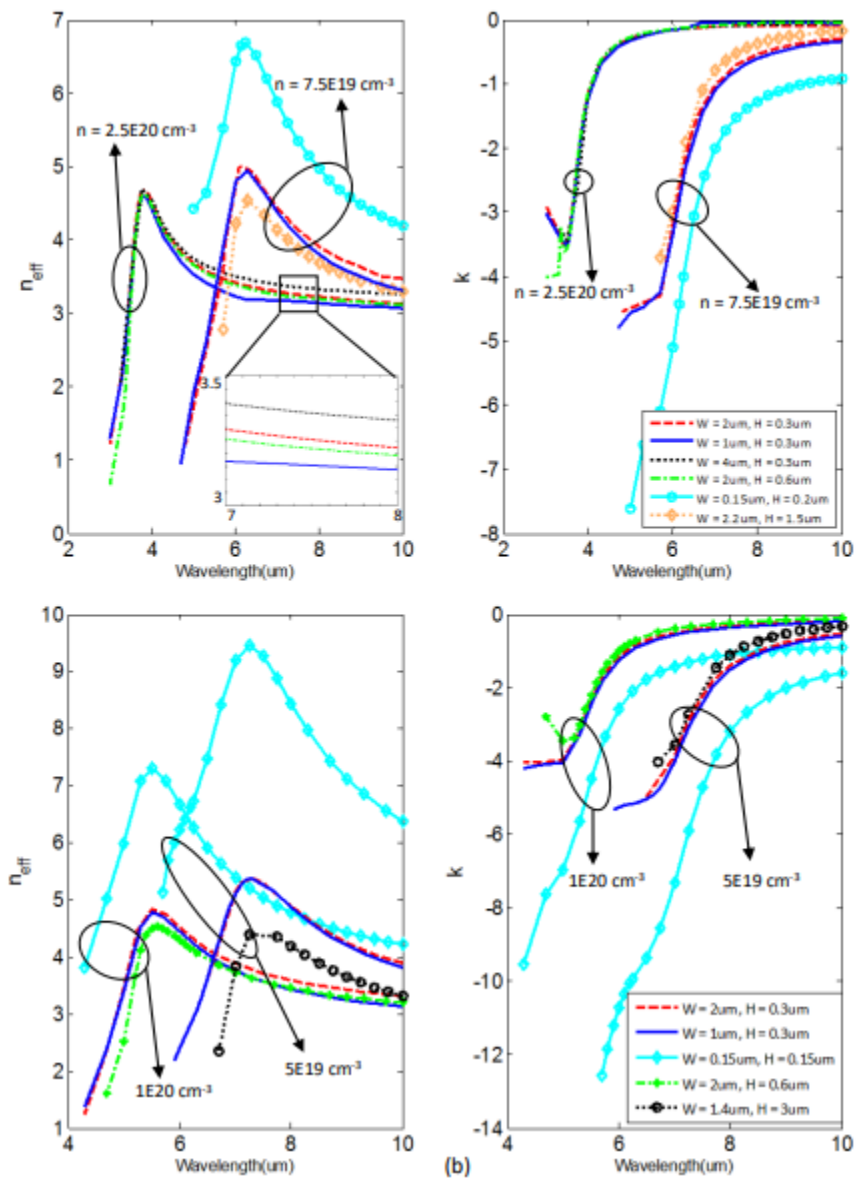 7
6
5
4
3
2
1
0
n_eff
2
4
6
8
10
Wavelength(um)
n = 2.5E20 cm⁻³
n = 7.5E19 cm⁻³
3.5
3
7
8
0
-1
-2
-3
-4
-5
-6
-7
-8
k
2
4
6
8
10
Wavelength(um)
n = 2.5E20 cm⁻³
n = 7.5E19 cm⁻³
W = 2um, H = 0.3um
W = 1um, H = 0.3um
W = 4um, H = 0.3um
W = 2um, H = 0.6um
W = 0.15um, H = 0.2um
W = 2.2um, H = 1.5um
10
9
8
7
6
5
4
3
2
1
n_eff
4
6
8
10
Wavelength(um)
1E20 cm⁻³
5E19 cm⁻³
0
-2
-4
-6
-8
-10
-12
-14
k
4
6
8
10
Wavelength(um)
1E20 cm⁻³
5E19 cm⁻³
W = 2um, H = 0.3um
W = 1um, H = 0.3um
W = 0.15um, H = 0.15um
W = 2um, H = 0.6um
W = 1.4um, H = 3um
(b)